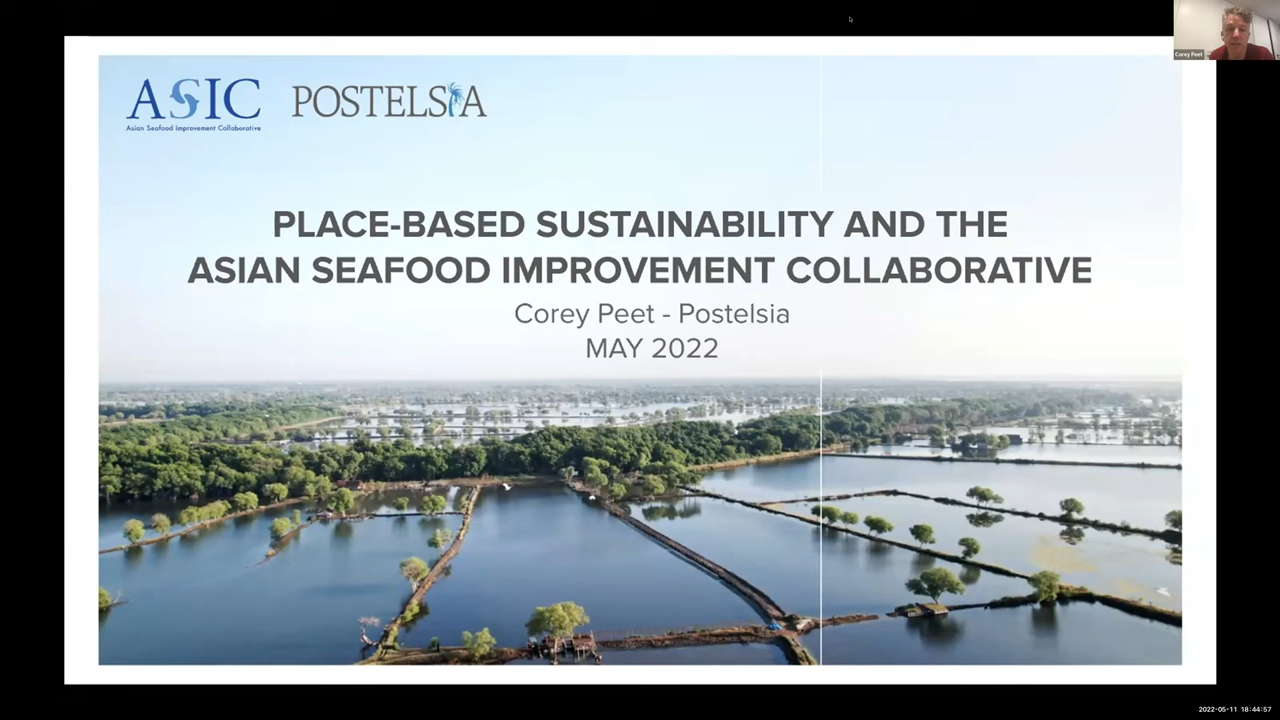 Corey Peet
ASIC
Asian Seafood Improvement Collaborative
POSTELSIA
PLACE-BASED SUSTAINABILITY AND THE
ASIAN SEAFOOD IMPROVEMENT COLLABORATIVE
Corey Peet - Postelsia
MAY 2022
2022-05-11 18:44:57